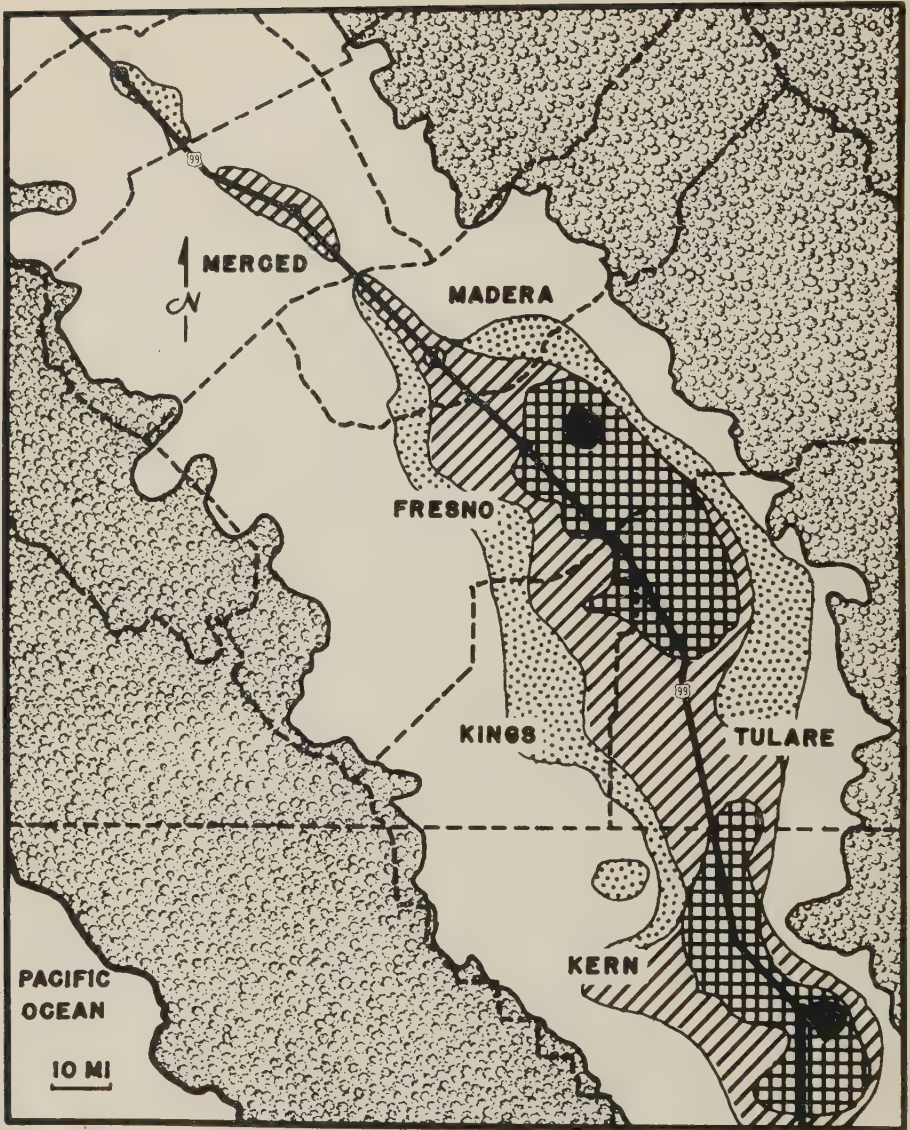 99
MERCED
N
MADERA
FRESNO
99
KINGS
TULARE
KERN
PACIFIC
OCEAN
10 MI